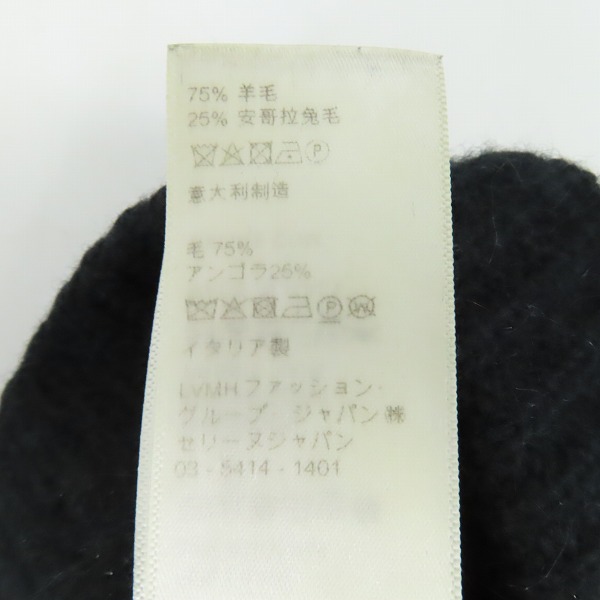 75% 羊毛
25% 安哥拉兔毛
意大利制造
毛 75%
アンゴラ25%
イタリア製
LVMHファッション・
グループ ジャパン㈱
セリーヌジャパン
03 - 5414 - 1401